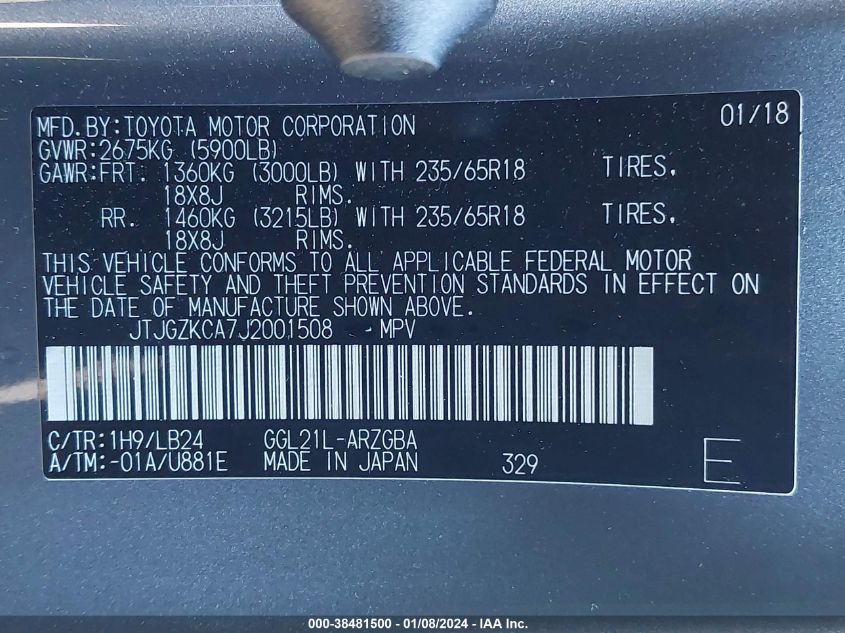 01/18
MFD.BY:TOYOTA MOTOR CORPORATION
GVWR:2675KG (5900LB)
GAWR:FRT. 1360KG (3000LB) WITH 235/65R18 TIRES,
18X8J RIMS.
RR. 1460KG (3215LB) WITH 235/65R18 TIRES,
18X8J RIMS.
THIS VEHICLE CONFORMS TO ALL APPLICABLE FEDERAL MOTOR
VEHICLE SAFETY AND THEFT PREVENTION STANDARDS IN EFFECT ON
THE DATE OF MANUFACTURE SHOWN ABOVE.
JTJGZKCA7J2001508 MPV
C/TR:1H9/LB24 GGL21L-ARZGBA
A/TM:-01A/U881E MADE IN JAPAN 329 E
000-38481500 - 01/08/2024 - IAA Inc.